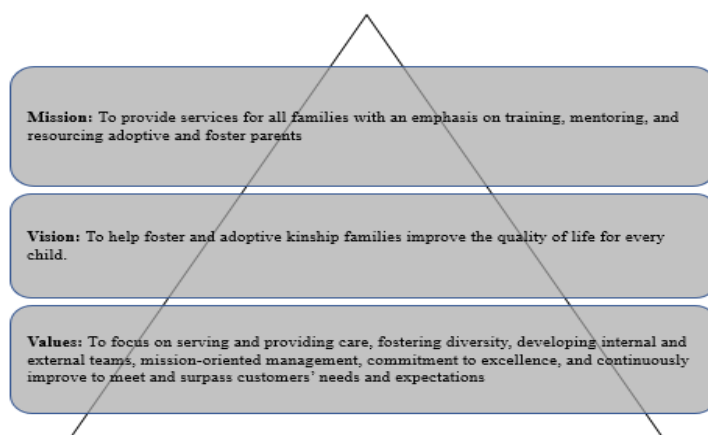 Mission: To provide services for all families with an emphasis on training, mentoring, and
resourcing adoptive and foster parents
Vision: To help foster and adoptive kinship families improve the quality of life for every
child.
Values: To focus on serving and providing care, fostering diversity, developing internal and
external teams, mission-oriented management, commitment to excellence, and continuously
improve to meet and surpass customers’ needs and expectations